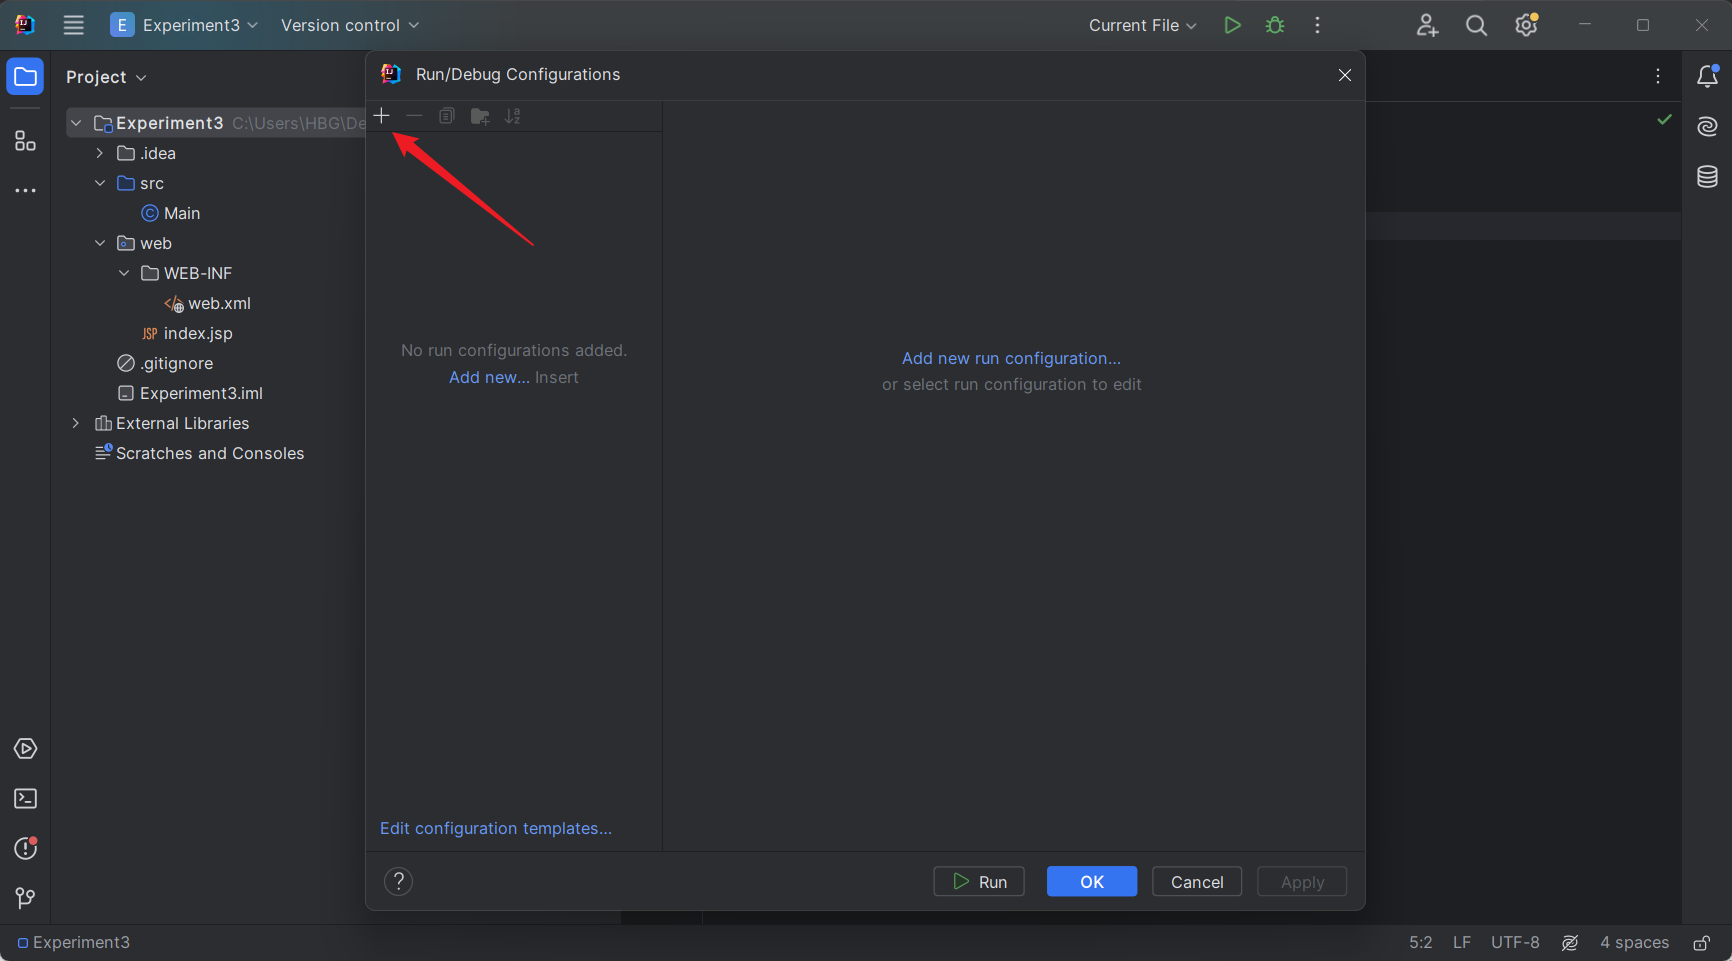 E Experiment3 Version control Current File
Project
Run/Debug Configurations
Experiment3 C:\Users\HBG\De
.idea
src
Main
web
WEB-INF
web.xml
JSP index.jsp
.gitignore
Experiment3.iml
External Libraries
Scratches and Consoles
No run configurations added.
Add new... Insert
Add new run configuration...
or select run configuration to edit
Edit configuration templates...
? Run OK Cancel Apply
Experiment3 5:2 LF UTF-8 4 spaces